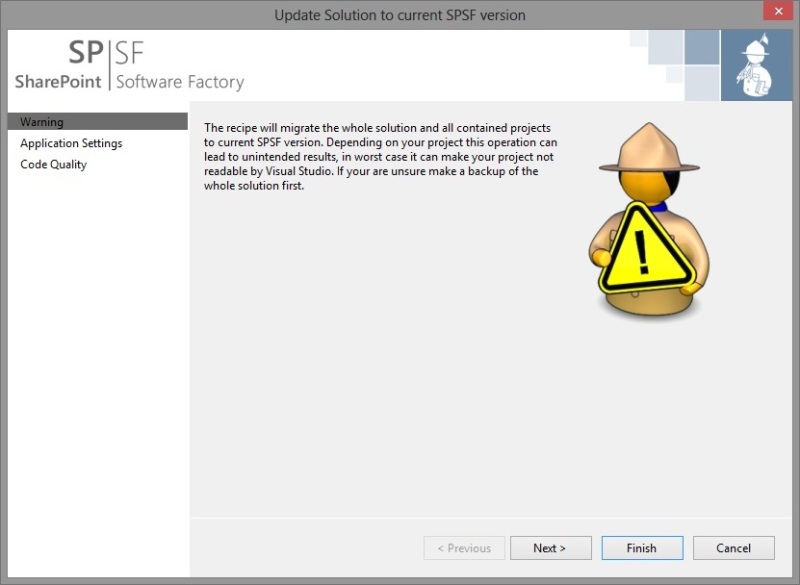 Update Solution to current SPSF version
SP|SF
SharePoint | Software Factory
Warning
Application Settings
Code Quality
The recipe will migrate the whole solution and all contained projects
to current SPSF version. Depending on your project this operation can
lead to unintended results, in worst case it can make your project not
readable by Visual Studio. If your are unsure make a backup of the
whole solution first.
!
< Previous
Next >
Finish
Cancel